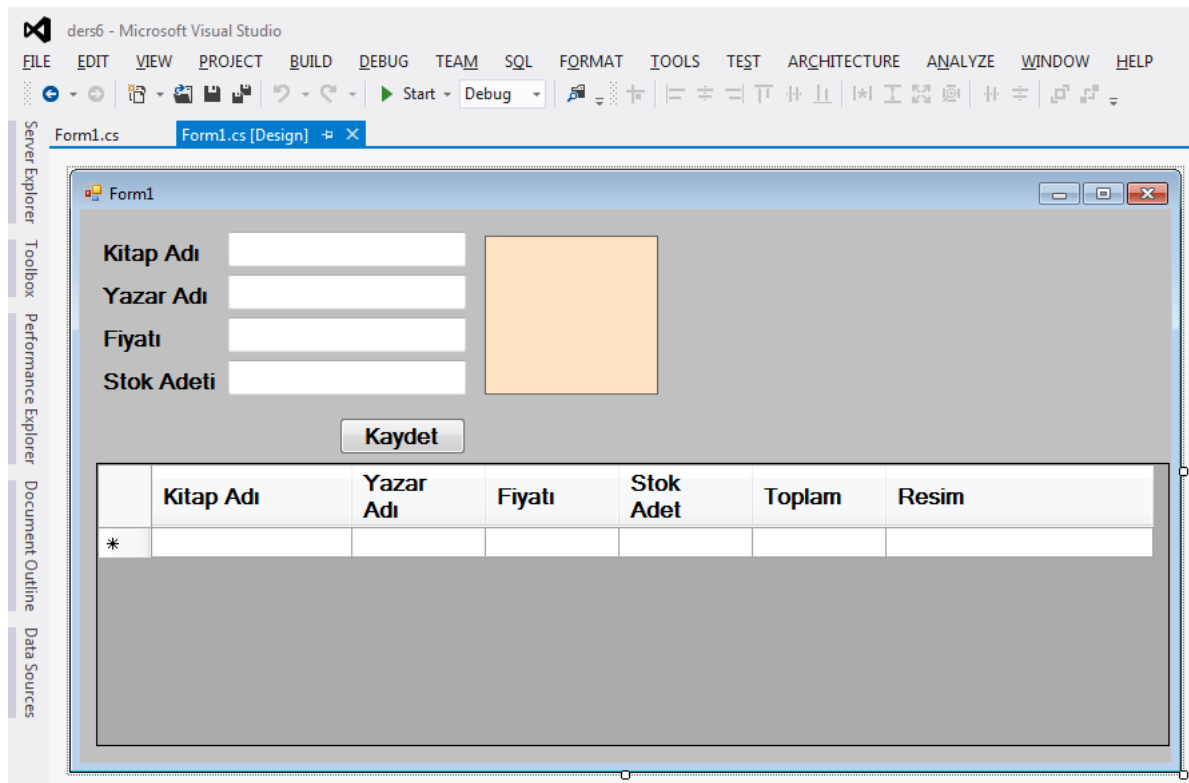 ders6 - Microsoft Visual Studio
FILE EDIT VIEW PROJECT BUILD DEBUG TEAM SQL FORMAT TOOLS TEST ARCHITECTURE ANALYZE WINDOW HELP
Start Debug
Form1.cs Form1.cs [Design]
Server Explorer
Toolbox
Performance Explorer
Document Outline
Data Sources
Form1
Kitap Adı
Yazar Adı
Fiyatı
Stok Adeti
Kaydet
Kitap Adı Yazar Adı Fiyatı Stok Adet Toplam Resim